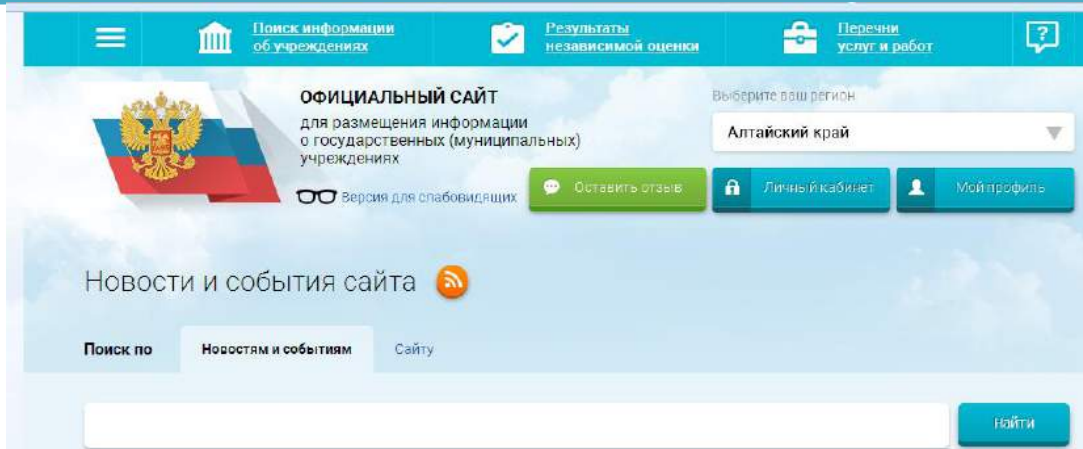 Поиск информации
об учреждениях
Результаты
независимой оценки
Перечни
услуг и работ
?
ОФИЦИАЛЬНЫЙ САЙТ
для размещения информации
о государственных (муниципальных)
учреждениях
Версия для слабовидящих
Оставить отзыв
Выберите ваш регион
Алтайский край
Личный кабинет
Мой профиль
Новости и события сайта
Поиск по
Новостям и событиям
Сайту
Найти